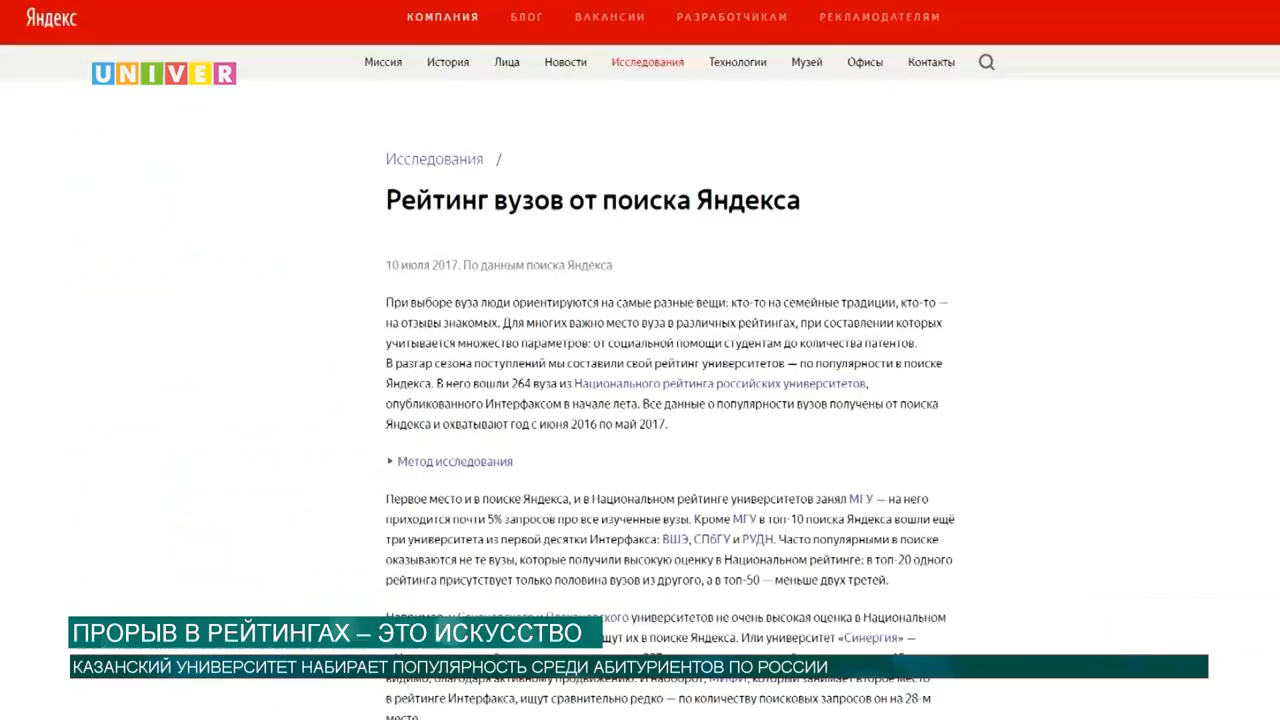 Яндекс
КОМПАНИЯ БЛОГ ВАКАНСИИ РАЗРАБОТЧИКАМ РЕКЛАМОДАТЕЛЯМ
Миссия История Лица Новости Исследования Технологии Музей Офисы Контакты
UNIVER
Исследования /
Рейтинг вузов от поиска Яндекса
10 июля 2017. По данным поиска Яндекса
При выборе вуза люди ориентируются на самые разные вещи: кто-то на семейные традиции, кто-то —
на отзывы знакомых. Для многих важно место вуза в различных рейтингах, при составлении которых
учитывается множество параметров: от социальной помощи студентам до количества патентов.
В разгар сезона поступлений мы составили свой рейтинг университетов — по популярности в поиске
Яндекса. В него вошли 264 вуза из Национального рейтинга российских университетов,
опубликованного Интерфаксом в начале лета. Все данные о популярности вузов получены от поиска
Яндекса и охватывают год с июня 2016 по май 2017.
Метод исследования
Первое место и в поиске Яндекса, и в Национальном рейтинге университетов занял МГУ — на него
приходится почти 5% запросов про все изученные вузы. Кроме МГУ в топ-10 поиска Яндекса вошли ещё
три университета из первой десятки Интерфакса: ВШЭ, СПбГУ и РУДН. Часто популярными в поиске
оказываются не те вузы, которые получили высокую оценку в Национальном рейтинге: в топ-20 одного
рейтинга присутствует только половина вузов из другого, а в топ-50 — меньше двух третей.
университетов не очень высокая оценка в Национальном
ПРОРЫВ В РЕЙТИНГАХ – ЭТО ИСКУССТВО
их в поиске Яндекса. Или университет «Синергия» —
КАЗАНСКИЙ УНИВЕРСИТЕТ НАБИРАЕТ ПОПУЛЯРНОСТЬ СРЕДИ АБИТУРИЕНТОВ ПО РОССИИ
видимо, благодаря активному продвижению. И наоборот, МИФИ, который занимает второе место
в рейтинге Интерфакса, ищут сравнительно редко — по количеству поисковых запросов он на 28-м
месте.